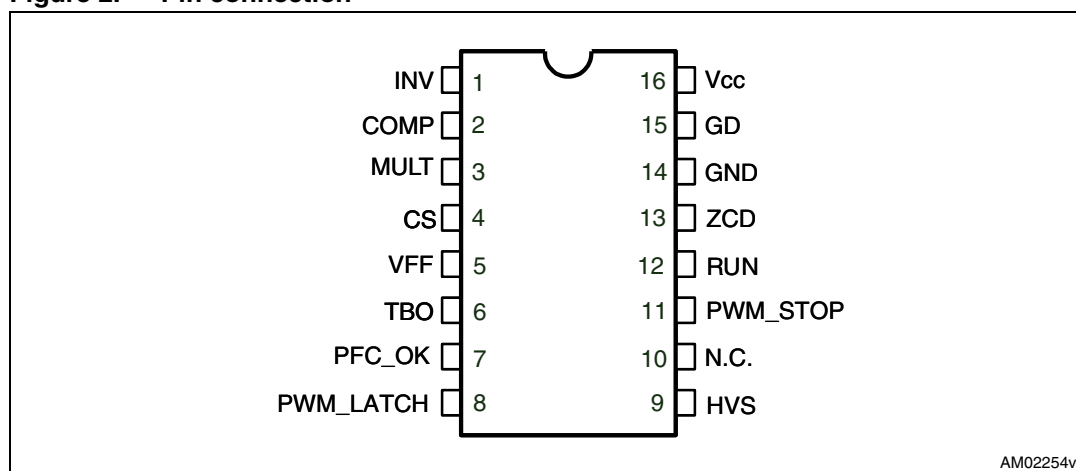 Figure 2. Pin connection
INV 1 16 Vcc
COMP 2 15 GD
MULT 3 14 GND
CS 4 13 ZCD
VFF 5 12 RUN
TBO 6 11 PWM_STOP
PFC_OK 7 10 N.C.
PWM_LATCH 8 9 HVS
AM02254v